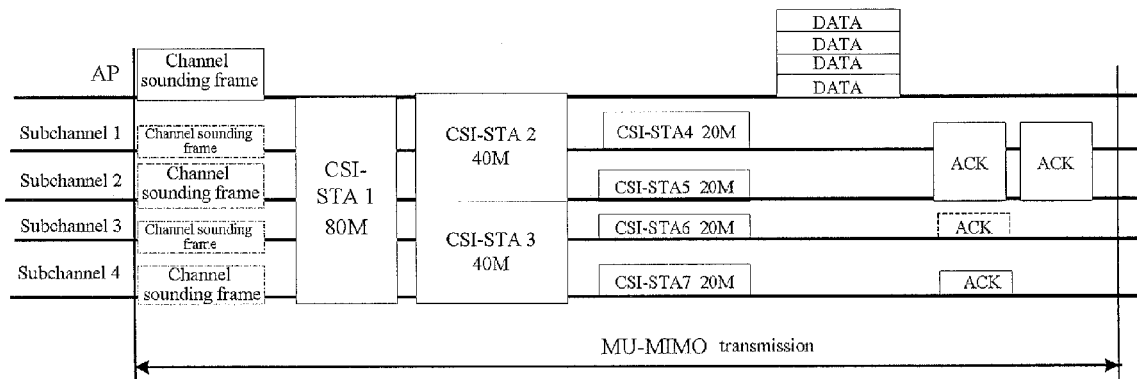 AP
Channel
sounding frame
DATA
DATA
DATA
DATA
Subchannel 1
Channel sounding
frame
Subchannel 2
Channel
sounding frame
Subchannel 3
Channel sounding
frame
Subchannel 4
Channel
sounding frame
CSI-
STA 1
80M
CSI-STA 2
40M
CSI-STA 3
40M
CSI-STA4 20M
CSI-STA5 20M
CSI-STA6 20M
CSI-STA7 20M
ACK
ACK
ACK
ACK
MU-MIMO transmission